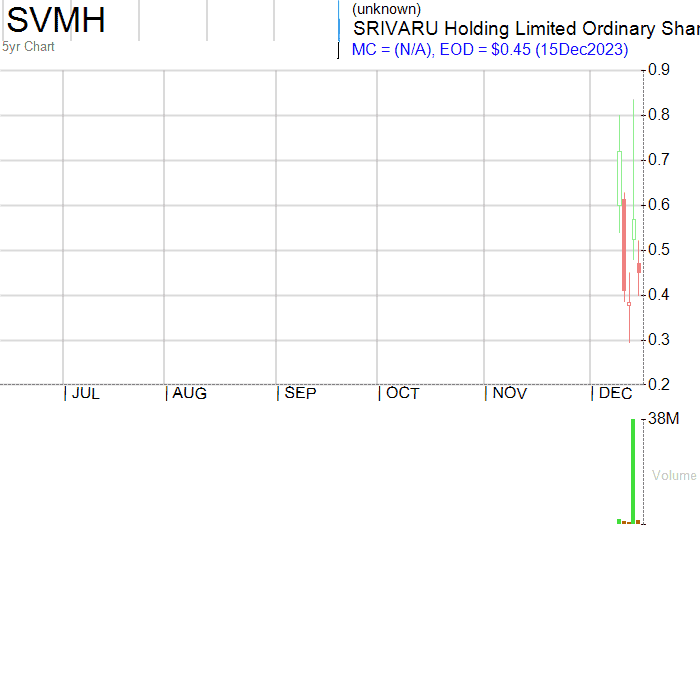 SVMH
5yr Chart
(unknown)
SRIVARU Holding Limited Ordinary Shar
MC = (N/A), EOD = $0.45 (15Dec2023)
0.9
0.8
0.7
0.6
0.5
0.4
0.3
0.2
JUL AUG SEP OCT NOV DEC
38M
Volume